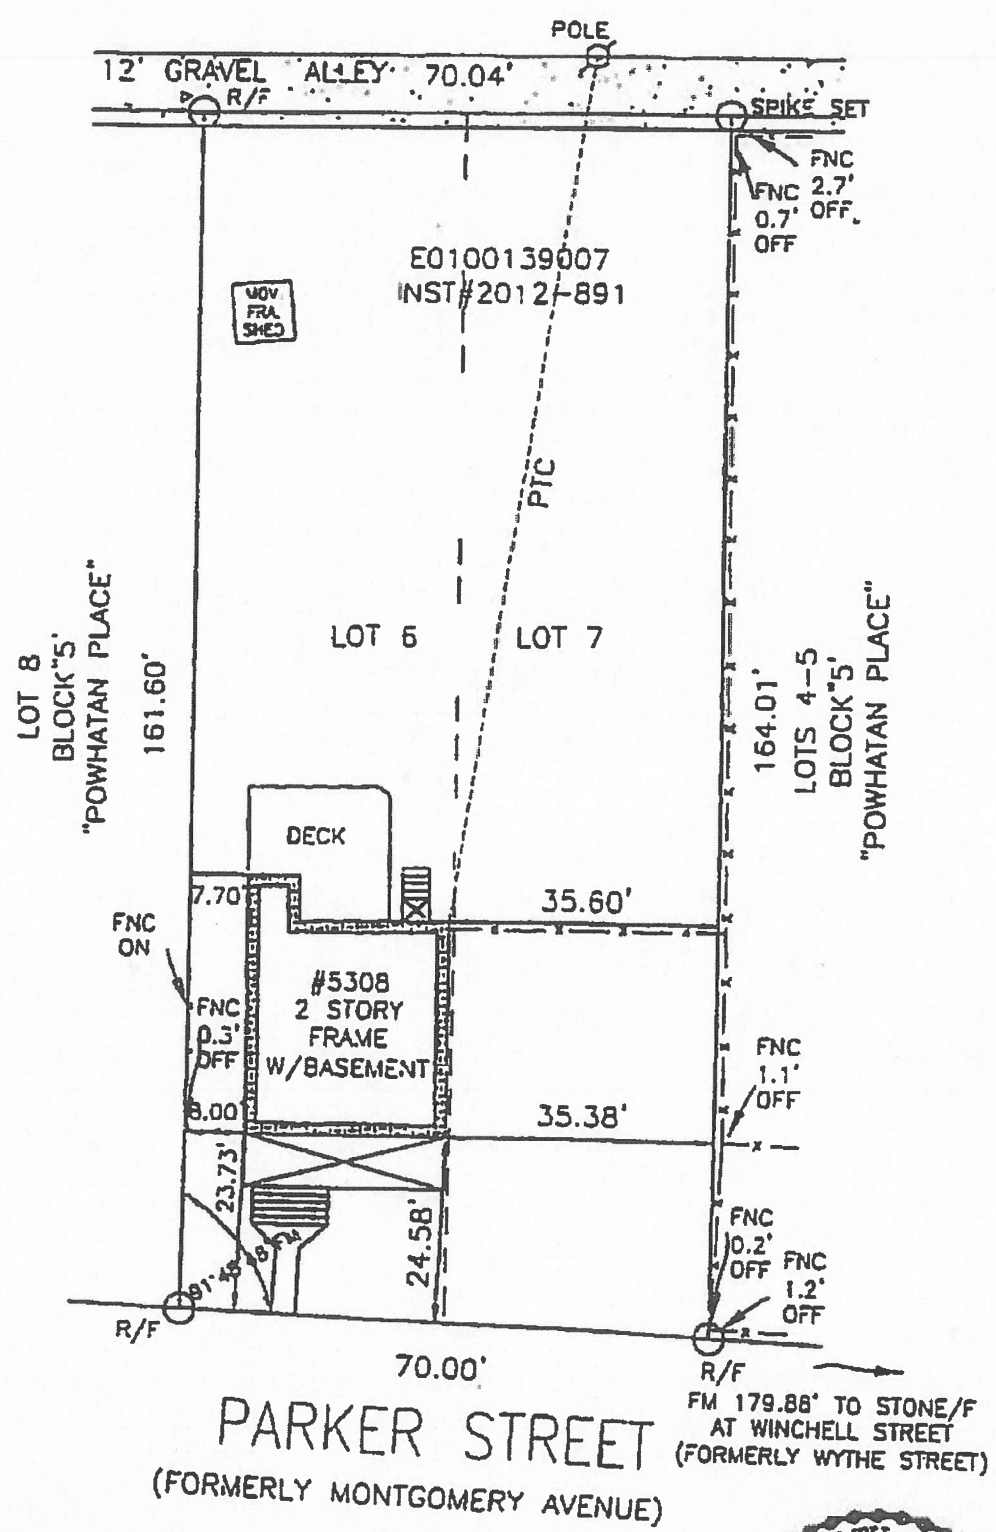 POLE
12' GRAVEL ALLEY 70.04'
R/F
SPIKE SET
FNC
2.7'
OFF.
FNC
0.7'
OFF
E0100139007
INST#2012-891
MOV.
FRA.
SHED
PTC
LOT 6
LOT 7
LOT 8
BLOCK"5'
"POWHATAN PLACE"
161.60'
164.01'
LOTS 4-5
BLOCK"5'
"POWHATAN PLACE"
DECK
7.70'
35.60'
FNC
ON
#5308
2 STORY
FRAME
W/BASEMENT
FNC
0.3'
OFF
FNC
1.1'
OFF
8.00'
35.38'
23.73'
24.58'
FNC
0.2'
OFF
FNC
1.2'
OFF
R/F
70.00'
R/F
FM 179.88' TO STONE/F
AT WINCHELL STREET
(FORMERLY WYTHE STREET)
PARKER STREET
(FORMERLY MONTGOMERY AVENUE)